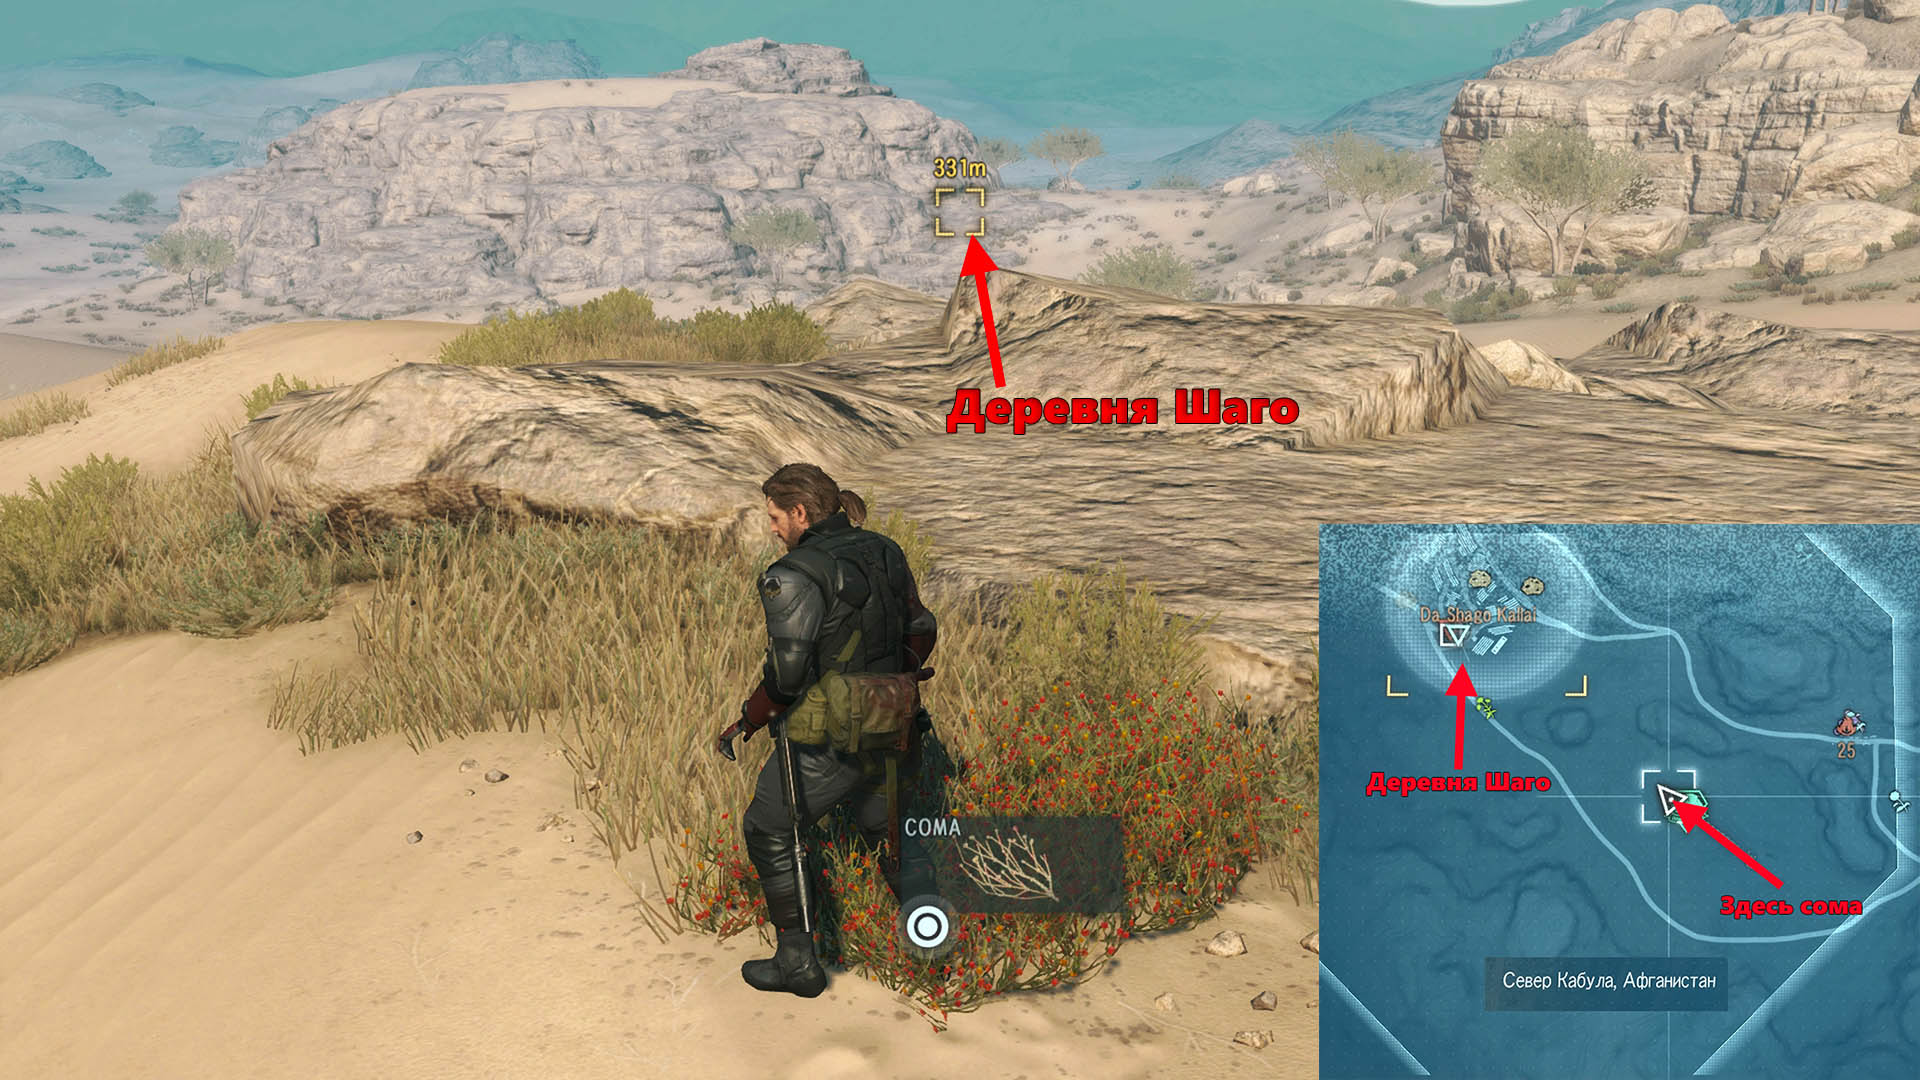 331m
Деревня Шаго
СОМА
Da Shago Kallai
25
Деревня Шаго
Здесь сома
Север Кабула, Афганистан